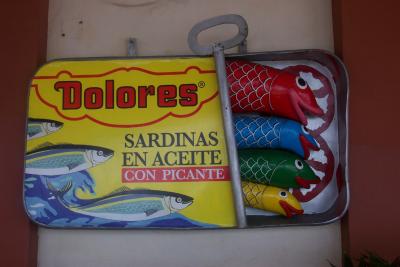 Dolores®
SARDINAS
EN ACEITE
CON PICANTE